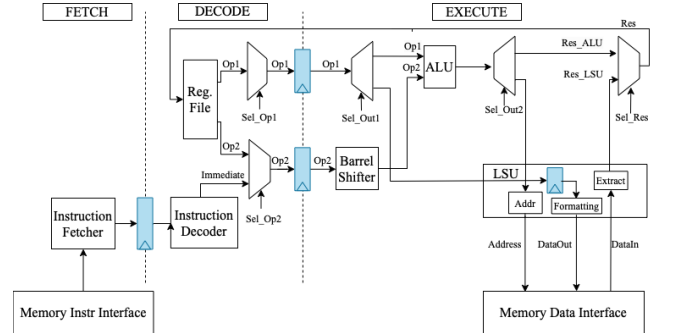 FETCH
DECODE
EXECUTE
Res
Op1
Op1
Op1
Op1
Res_ALU
Reg.
File
Op2
ALU
Res_LSU
Sel_Op1
Sel_Out1
Sel_Out2
Sel_Res
Op2
Op2
Op2
Barrel
Shifter
Immediate
LSU
Extract
Instruction
Fetcher
Instruction
Decoder
Sel_Op2
Addr
Formatting
Address
DataOut
DataIn
Memory Instr Interface
Memory Data Interface